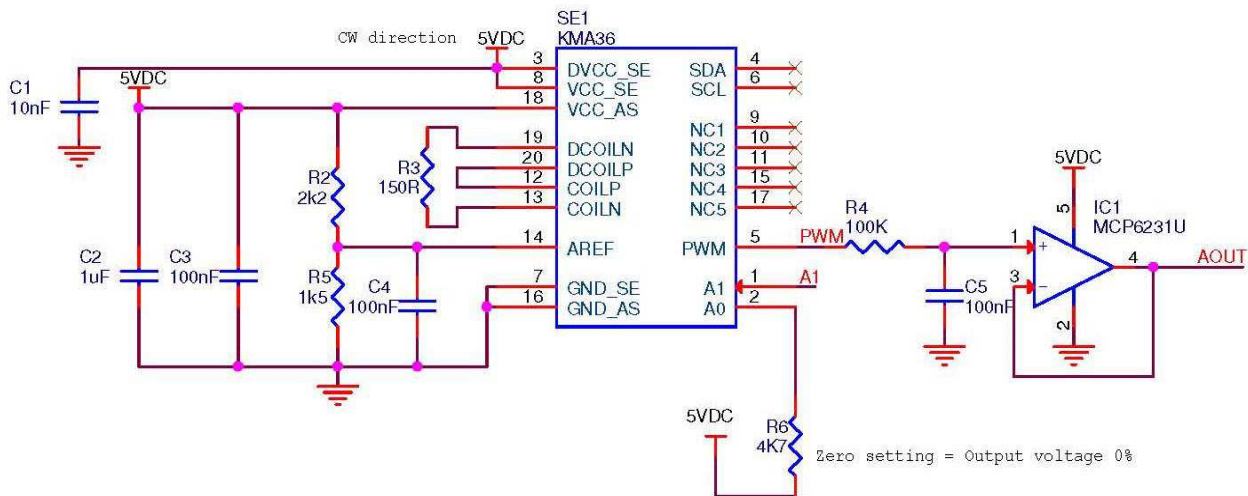 SE1
KMA36
CW direction
5VDC
5VDC
C1
10nF
3
8
18
19
20
12
13
14
7
16
DVCC_SE
VCC_SE
VCC_AS
DCOILN
DCOILP
COILP
COILN
AREF
GND_SE
GND_AS
SDA
SCL
NC1
NC2
NC3
NC4
NC5
PWM
A1
A0
4
6
9
10
11
15
17
5
1
2
R2
2k2
R3
150R
C2
1uF
C3
100nF
R5
1k5
C4
100nF
PWM
A1
R4
100K
C5
100nF
5VDC
5
IC1
MCP6231U
1
+
3
-
4
2
AOUT
5VDC
R6
4K7
Zero setting = Output voltage 0%